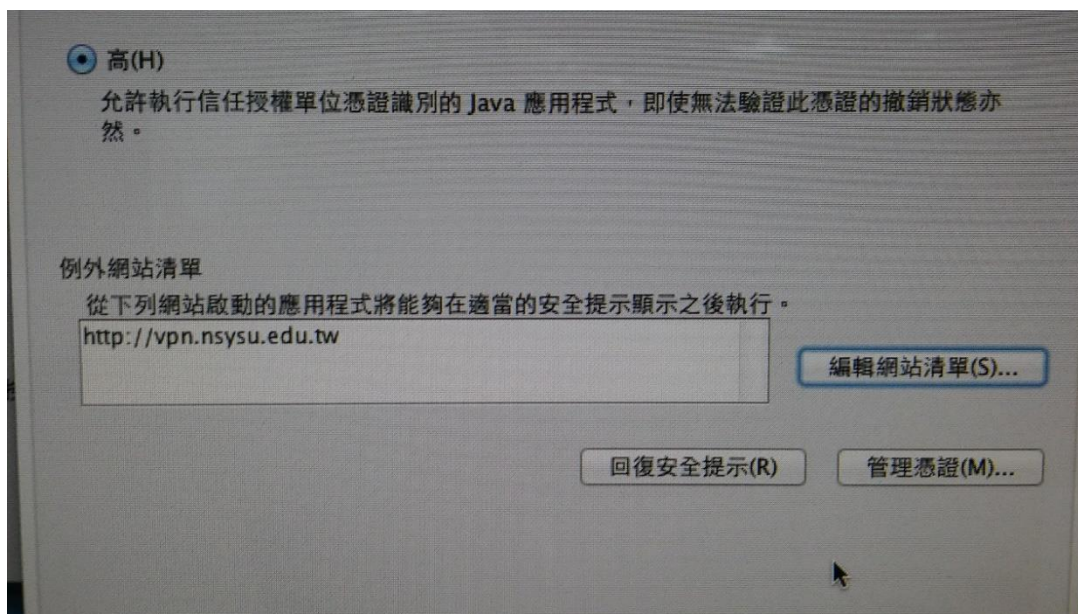 高(H)
允許執行信任授權單位憑證識別的 Java 應用程式，即使無法驗證此憑證的撤銷狀態亦
然。
例外網站清單
從下列網站啟動的應用程式將能夠在適當的安全提示顯示之後執行。
http://vpn.nsysu.edu.tw
編輯網站清單(S)...
回復安全提示(R)
管理憑證(M)...